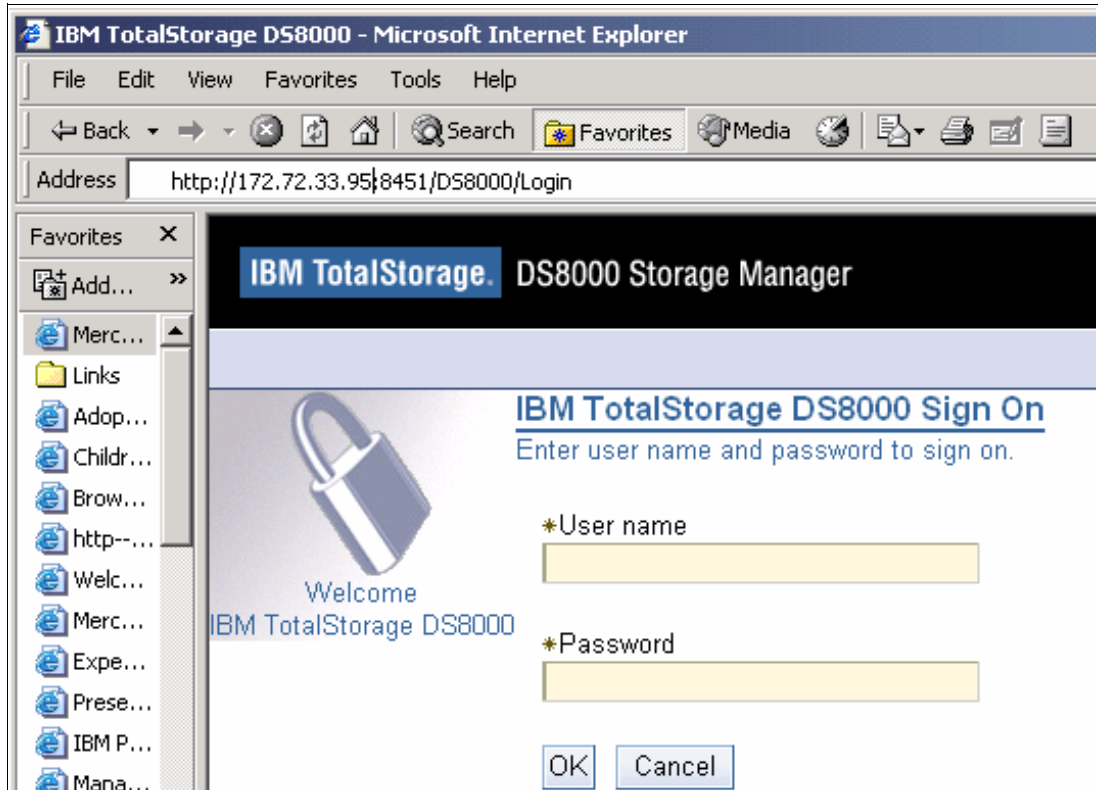 IBM TotalStorage DS8000 - Microsoft Internet Explorer
File Edit View Favorites Tools Help
Back Search Favorites Media
Address http://172.72.33.95:8451/DS8000/Login
Favorites
Add...
IBM TotalStorage. DS8000 Storage Manager
Merc...
Links
Adop...
Childr...
Brow...
http--...
Welc...
Merc...
Expe...
Prese...
IBM P...
Mana...
Welcome
IBM TotalStorage DS8000
IBM TotalStorage DS8000 Sign On
Enter user name and password to sign on.
*User name
*Password
OK Cancel